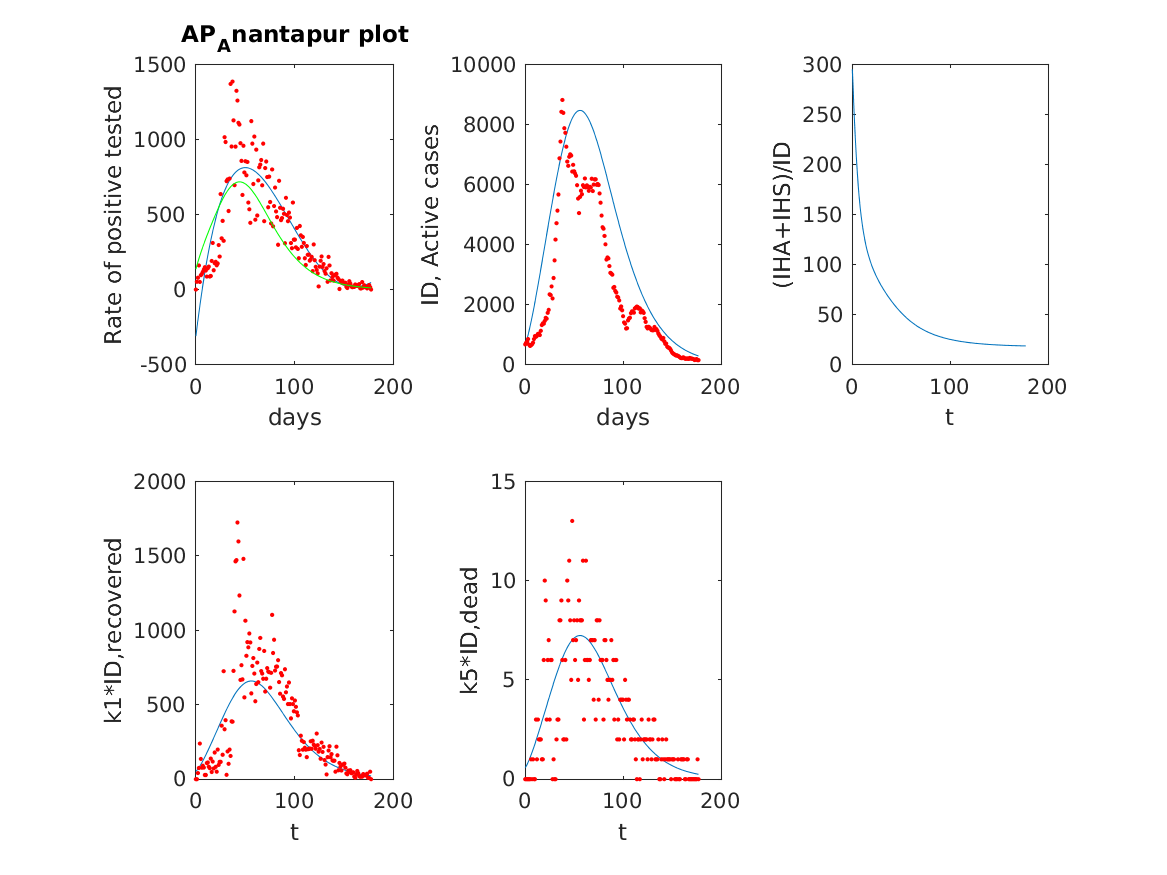 AP_Anantapur plot
1500
1000
500
0
-500
0 100 200
days
Rate of positive tested
10000
8000
6000
4000
2000
0
0 100 200
days
ID, Active cases
300
250
200
150
100
50
0
0 100 200
t
(IHA+IHS)/ID
2000
1500
1000
500
0
0 100 200
t
k1*ID,recovered
15
10
5
0
0 100 200
t
k5*ID,dead